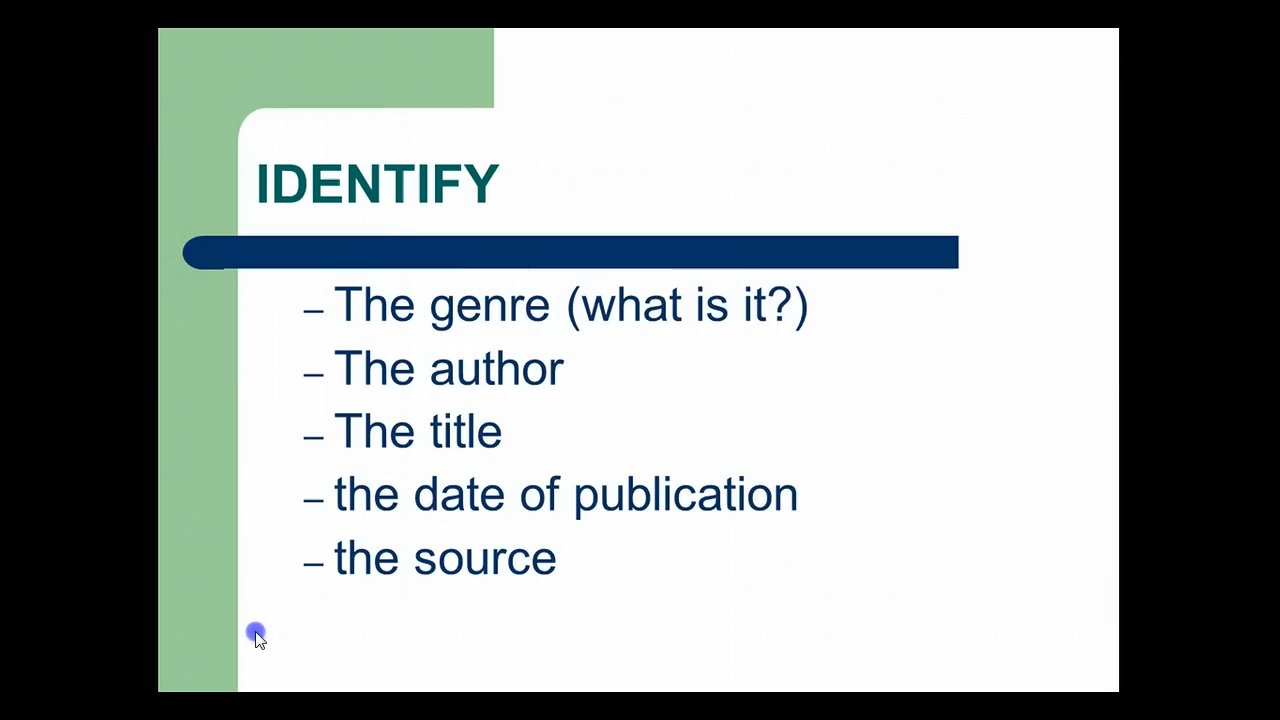 IDENTIFY
– The genre (what is it?)
– The author
– The title
– the date of publication
– the source